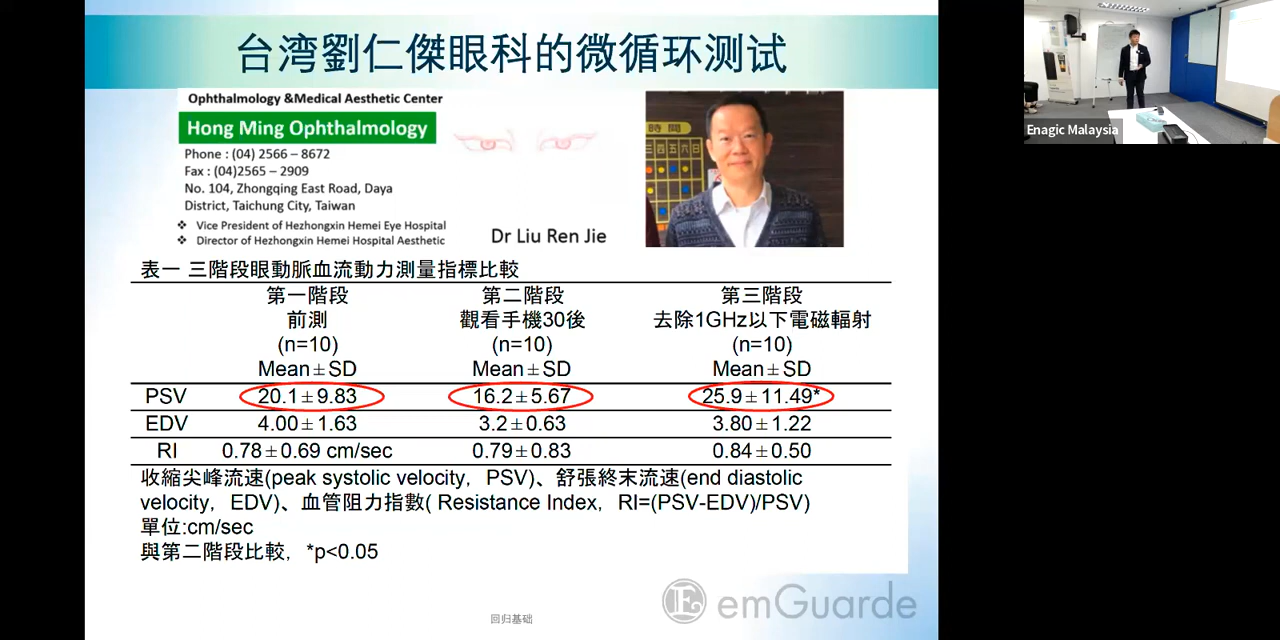 台湾劉仁傑眼科的微循环测试
Ophthalmology &Medical Aesthetic Center
Hong Ming Ophthalmology
Phone : (04) 2566 – 8672
Fax : (04)2565 – 2909
No. 104, Zhongqing East Road, Daya
District, Taichung City, Taiwan
❖ Vice President of Hezhongxin Hemei Eye Hospital
❖ Director of Hezhongxin Hemei Hospital Aesthetic
Dr Liu Ren Jie
時間
Enagic Malaysia
表一 三階段眼動脈血流動力測量指標比較
第一階段 第二階段 第三階段
前測 觀看手機30後 去除1GHz以下電磁輻射
(n=10) (n=10) (n=10)
Mean±SD Mean±SD Mean±SD
PSV 20.1±9.83 16.2±5.67 25.9±11.49*
EDV 4.00±1.63 3.2±0.63 3.80±1.22
RI 0.78±0.69 cm/sec 0.79±0.83 0.84±0.50
收縮尖峰流速(peak systolic velocity, PSV)、舒張終末流速(end diastolic
velocity, EDV)、血管阻力指數( Resistance Index, RI=(PSV-EDV)/PSV)
單位:cm/sec
與第二階段比較, *p<0.05
emGuarde
回归基础